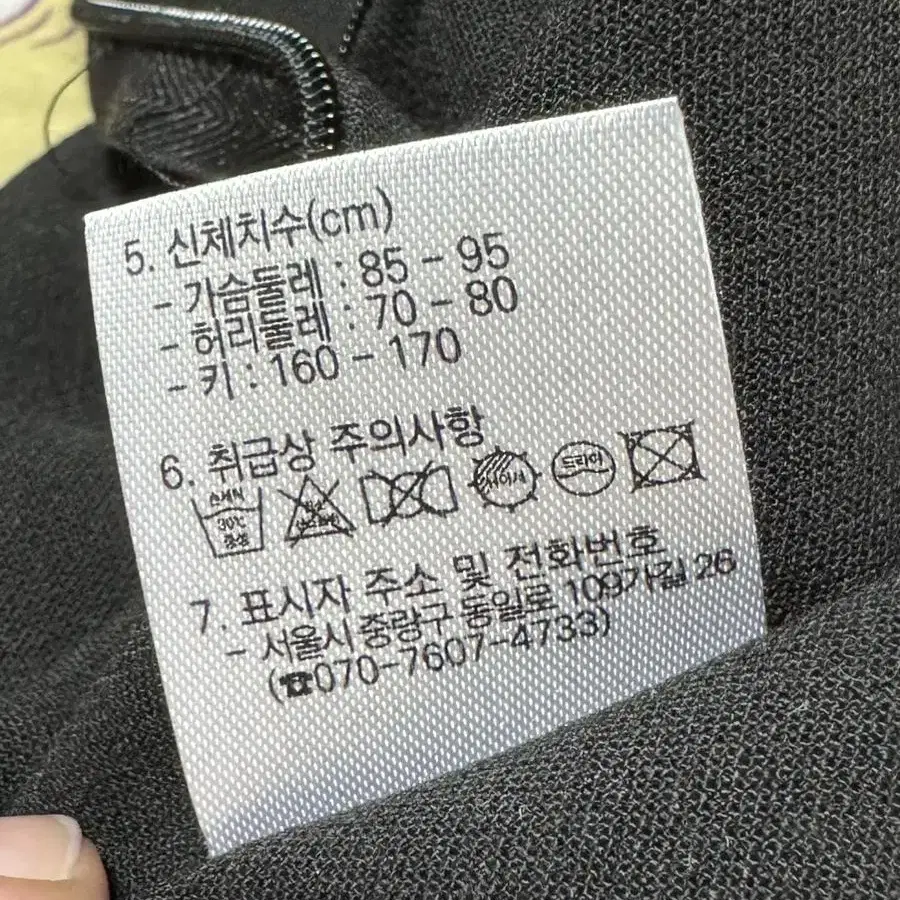 5. 신체치수(cm)
- 가슴둘레 : 85 - 95
- 허리둘레 : 70 - 80
- 키 : 160 - 170
6. 취급상 주의사항
손세탁 30℃ 중성 드라이
7. 표시자 주소 및 전화번호
- 서울시 중랑구 동일로 109가길 26
(☎070-7607-4733)